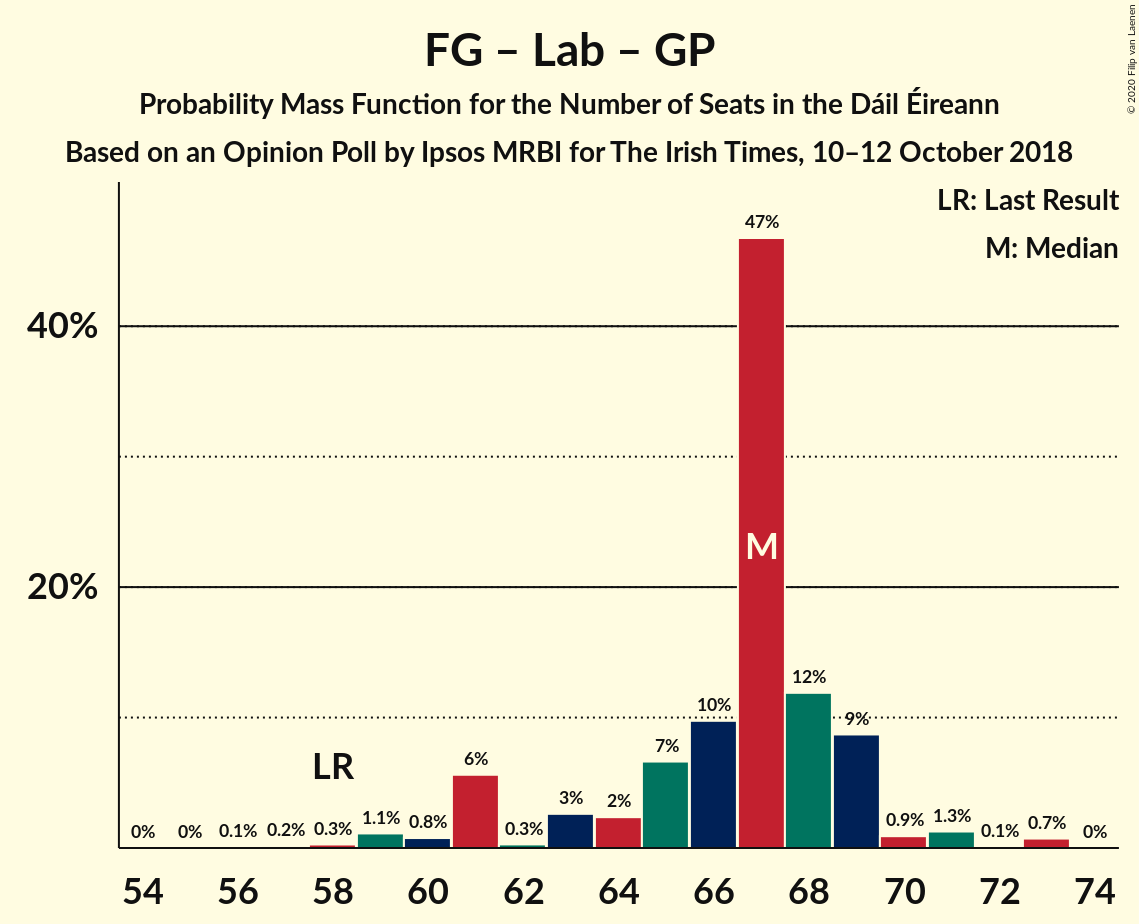 FG – Lab – GP
Probability Mass Function for the Number of Seats in the Dáil Éireann
Based on an Opinion Poll by Ipsos MRBI for The Irish Times, 10–12 October 2018
© 2020 Filip van Laenen
LR: Last Result
M: Median
40%
20%
0%
0%
0.1%
0.2%
0.3%
1.1%
0.8%
6%
0.3%
3%
2%
7%
10%
47%
12%
9%
0.9%
1.3%
0.1%
0.7%
0%
LR
M
54 56 58 60 62 64 66 68 70 72 74